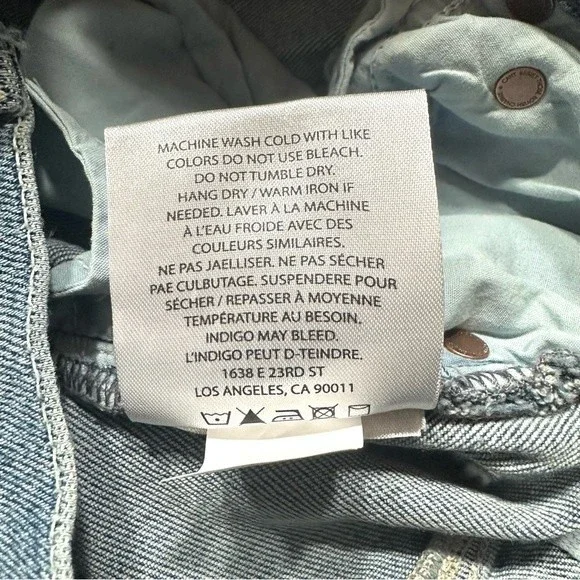 MACHINE WASH COLD WITH LIKE
COLORS DO NOT USE BLEACH.
DO NOT TUMBLE DRY.
HANG DRY / WARM IRON IF
NEEDED. LAVER À LA MACHINE
À L'EAU FROIDE AVEC DES
COULEURS SIMILAIRES.
NE PAS JAELLISER. NE PAS SÉCHER
PAE CULBUTAGE. SUSPENDERE POUR
SÉCHER / REPASSER À MOYENNE
TEMPÉRATURE AU BESOIN.
INDIGO MAY BLEED.
L'INDIGO PEUT D-TEINDRE.
1638 E 23RD ST
LOS ANGELES, CA 90011